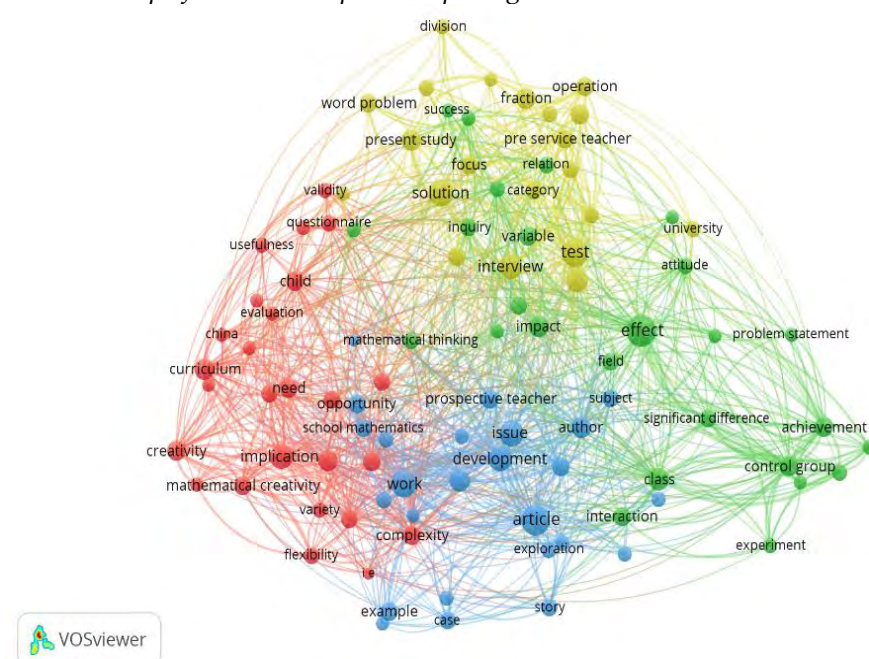 division
operation
fraction
word problem
success
present study
pre service teacher
focus
relation
validity
solution
category
questionnaire
inquiry
university
usefulness
variable
test
interview
attitude
child
evaluation
impact
effect
china
mathematical thinking
problem statement
field
curriculum
need
opportunity
prospective teacher
subject
significant difference
school mathematics
issue
author
achievement
creativity
implication
development
control group
mathematical creativity
work
class
variety
article
interaction
complexity
flexibility
exploration
experiment
i e
example
case
story
VOSviewer